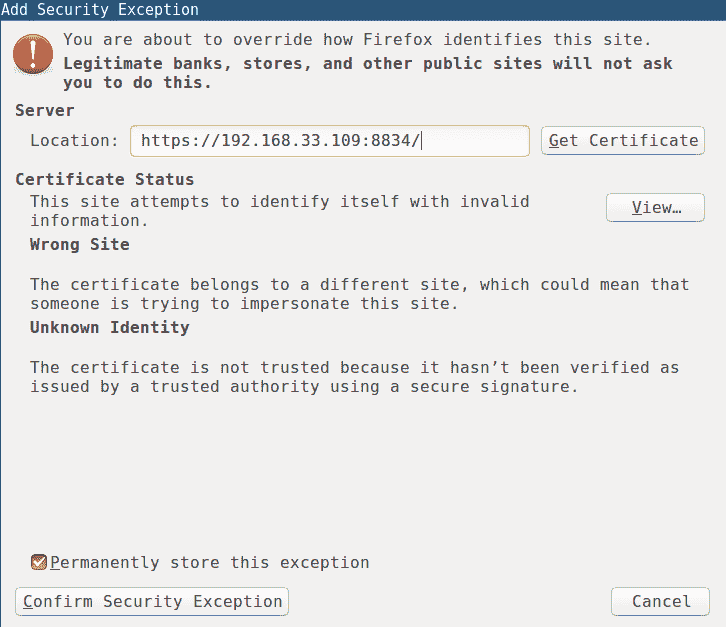 Add Security Exception
You are about to override how Firefox identifies this site.
Legitimate banks, stores, and other public sites will not ask
you to do this.
Server
Location: https://192.168.33.109:8834/ Get Certificate
Certificate Status
This site attempts to identify itself with invalid
information.
View…
Wrong Site
The certificate belongs to a different site, which could mean that
someone is trying to impersonate this site.
Unknown Identity
The certificate is not trusted because it hasn’t been verified as
issued by a trusted authority using a secure signature.
Permanently store this exception
Confirm Security Exception Cancel